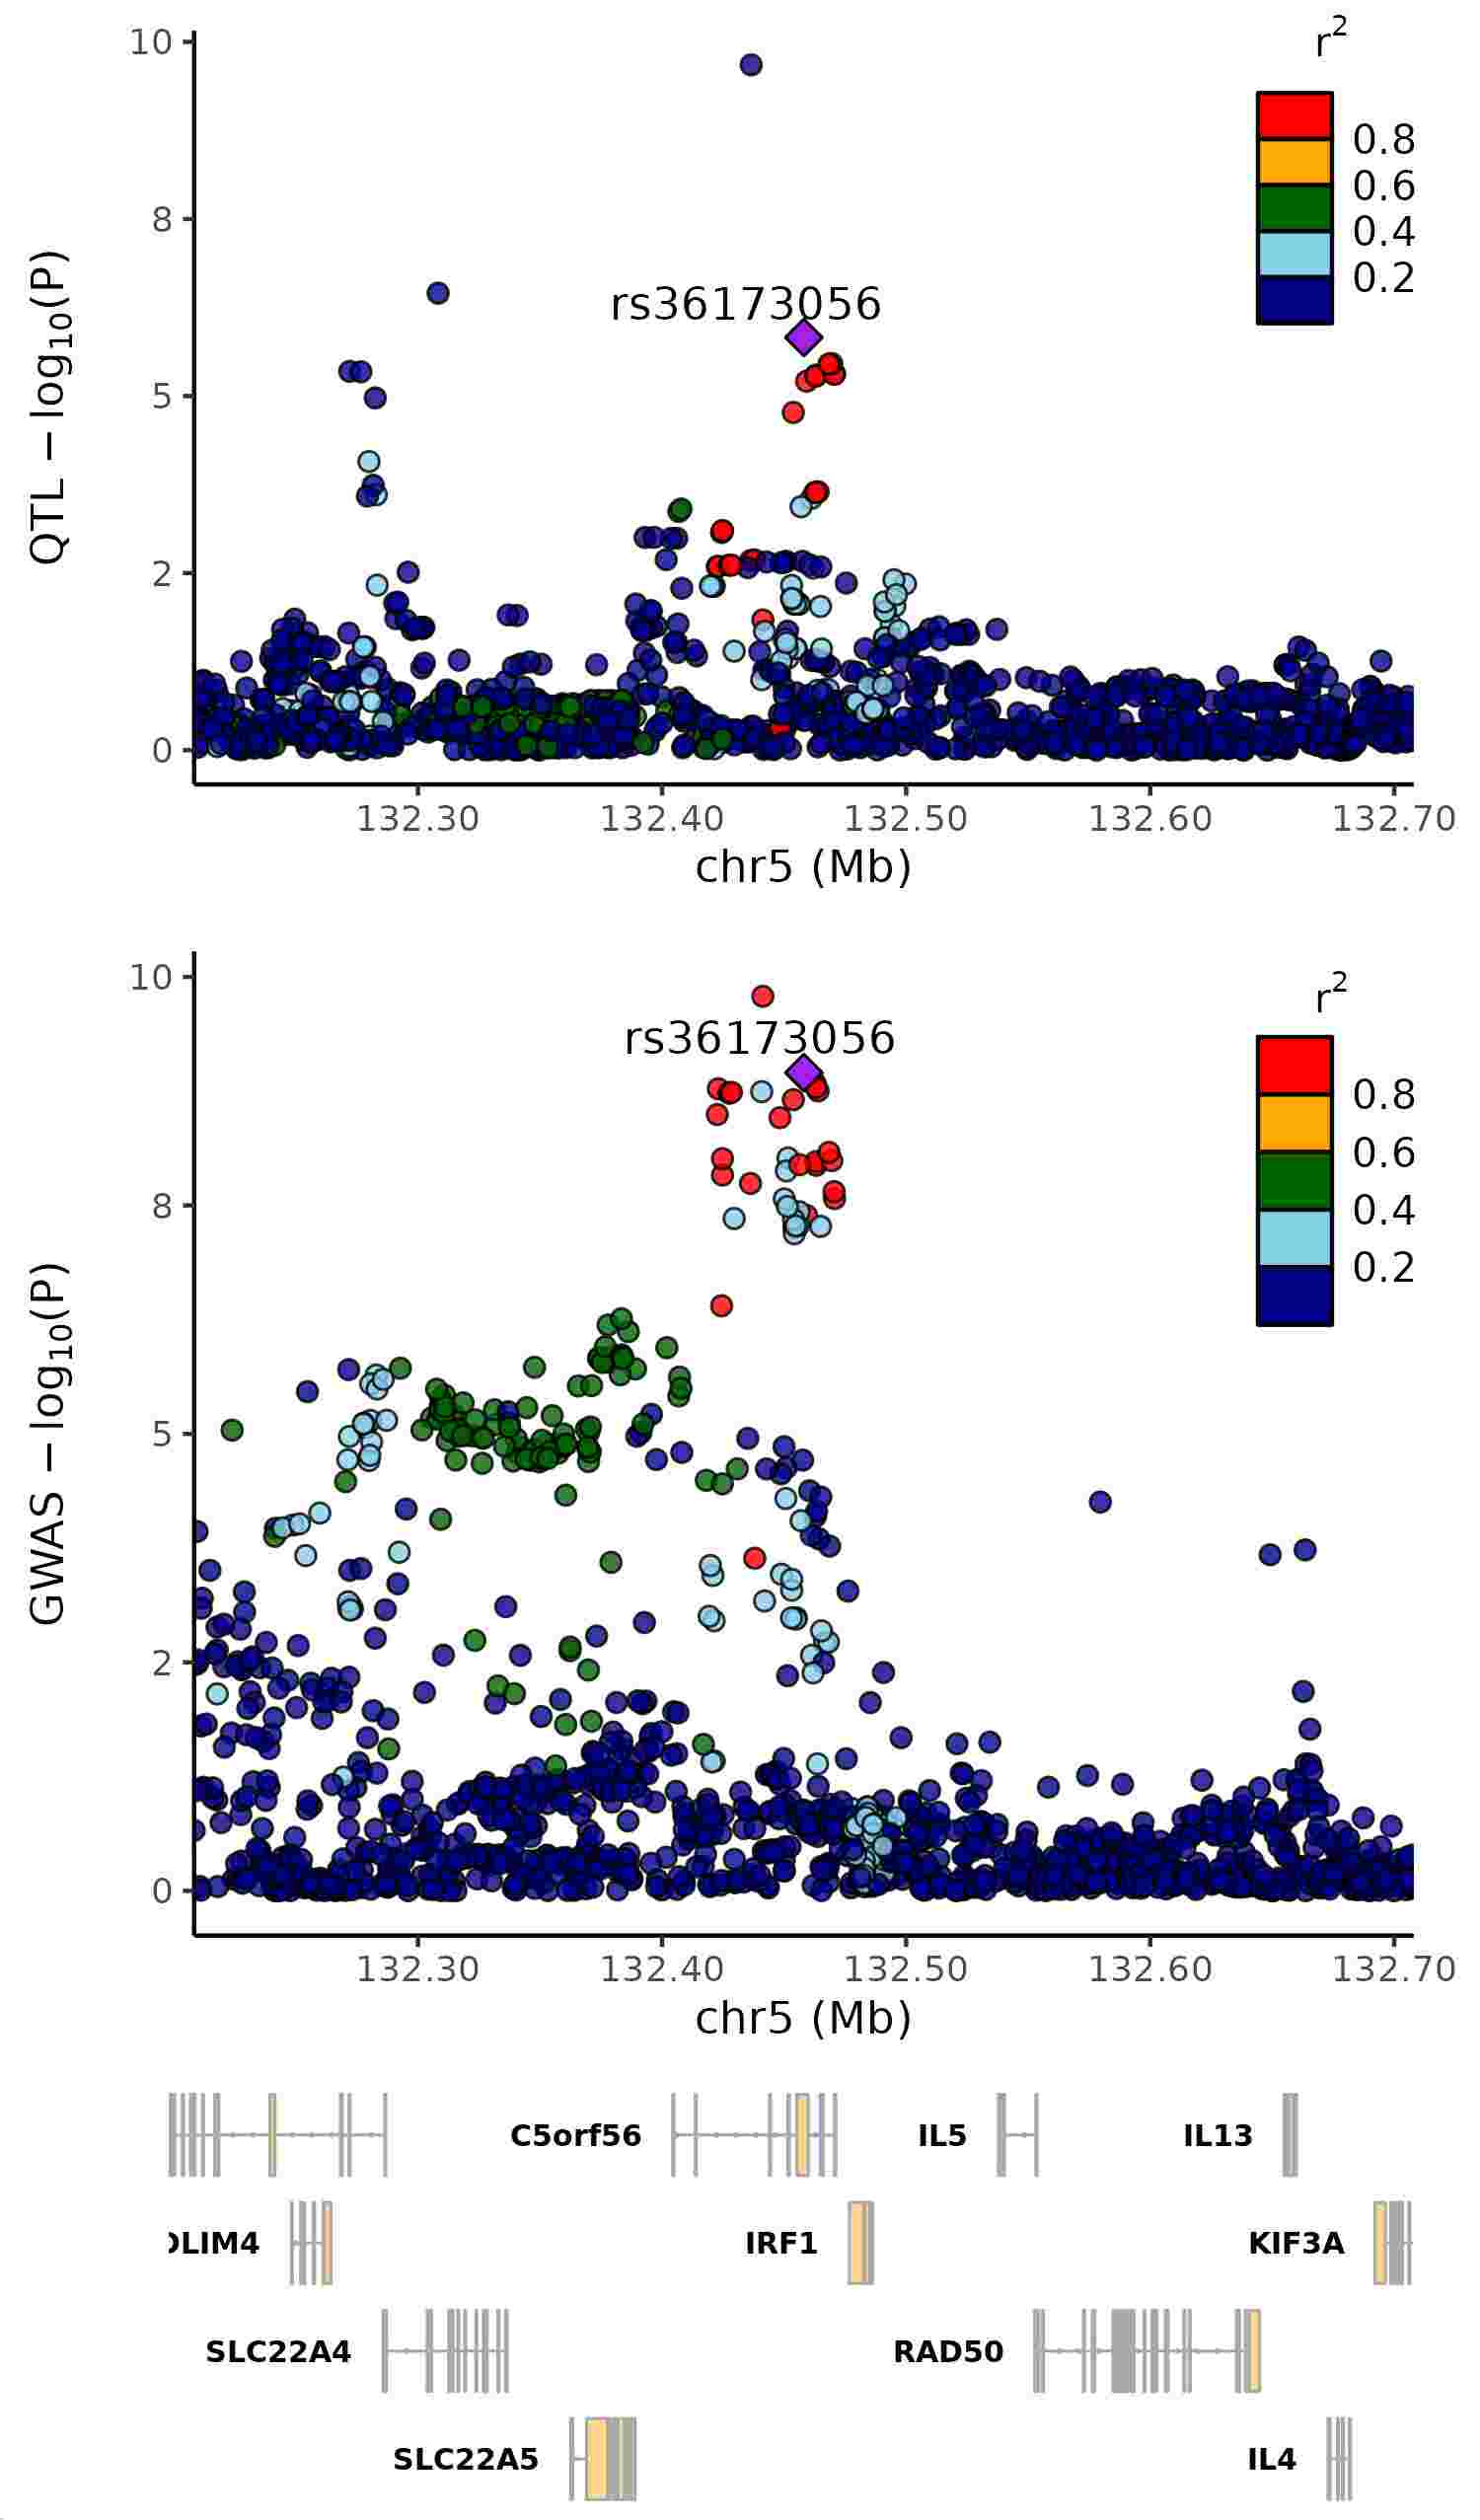 10
8
5
2
0
QTL −log10(P)
rs36173056
r2
0.8
0.6
0.4
0.2
132.30 132.40 132.50 132.60 132.70
chr5 (Mb)
10
8
5
2
0
GWAS −log10(P)
rs36173056
r2
0.8
0.6
0.4
0.2
132.30 132.40 132.50 132.60 132.70
chr5 (Mb)
C5orf56 IL5 IL13
DLIM4 IRF1 KIF3A
SLC22A4 RAD50
SLC22A5 IL4